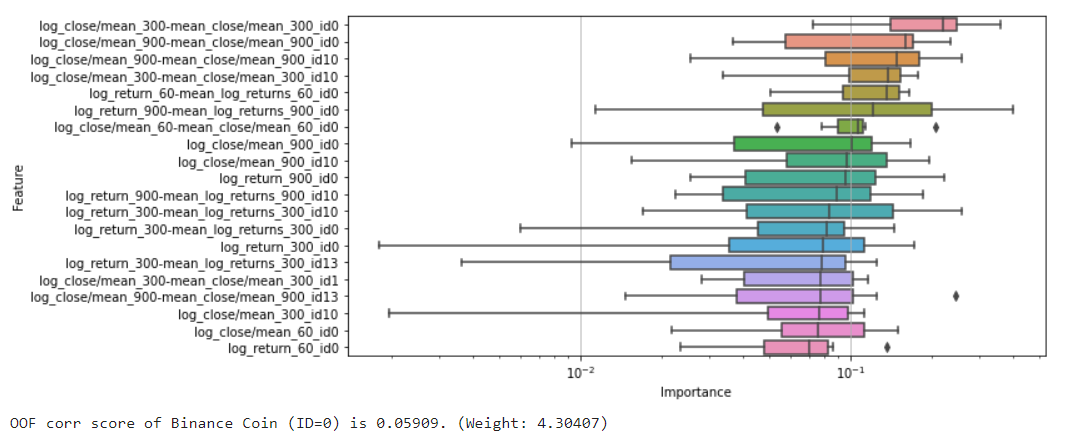 log_close/mean_300-mean_close/mean_300_id0
log_close/mean_900-mean_close/mean_900_id0
log_close/mean_900-mean_close/mean_900_id10
log_close/mean_300-mean_close/mean_300_id10
log_return_60-mean_log_returns_60_id0
log_return_900-mean_log_returns_900_id0
log_close/mean_60-mean_close/mean_60_id0
log_close/mean_900_id0
log_close/mean_900_id10
log_return_900_id0
log_return_900-mean_log_returns_900_id10
log_return_300-mean_log_returns_300_id10
log_return_300-mean_log_returns_300_id0
log_return_300_id0
log_return_300-mean_log_returns_300_id13
log_close/mean_300-mean_close/mean_300_id1
log_close/mean_900-mean_close/mean_900_id13
log_close/mean_300_id10
log_close/mean_60_id0
log_return_60_id0
Feature
10⁻² 10⁻¹
Importance
OOF corr score of Binance Coin (ID=0) is 0.05909. (Weight: 4.30407)